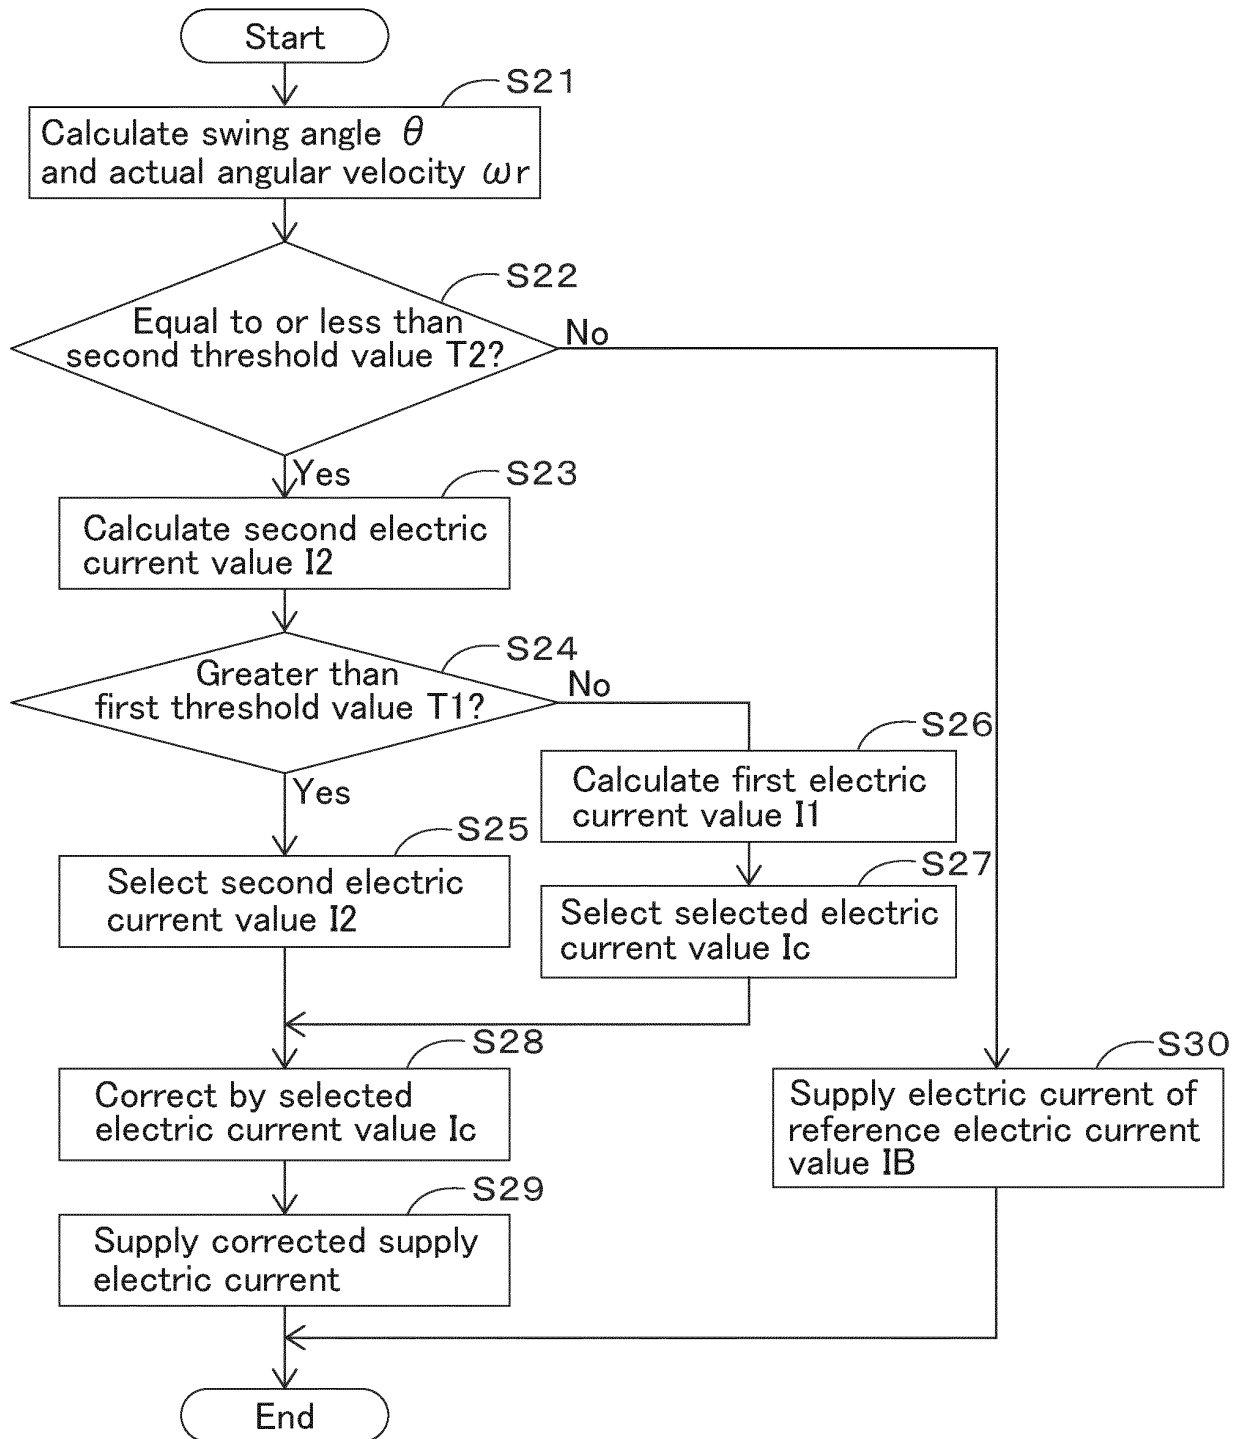 Start
S21
Calculate swing angle θ
and actual angular velocity ωr
S22
Equal to or less than
second threshold value T2?
No
Yes
S23
Calculate second electric
current value I2
S24
Greater than
first threshold value T1?
No
Yes
S26
Calculate first electric
current value I1
S25
Select second electric
current value I2
S27
Select selected electric
current value Ic
S28
Correct by selected
electric current value Ic
S30
Supply electric current of
reference electric current
value IB
S29
Supply corrected supply
electric current
End